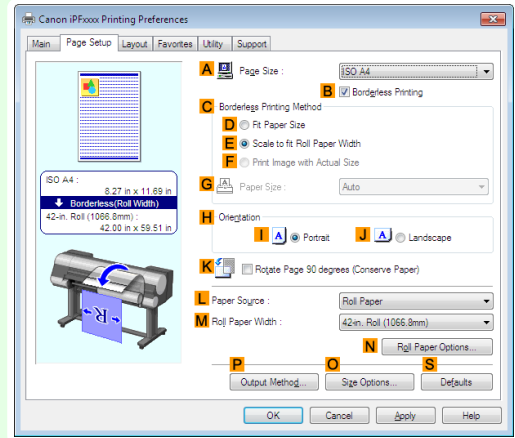 Canon iPFxxxx Printing Preferences
Main Page Setup Layout Favorites Utility Support
A Page Size : ISO A4
B Borderless Printing
C Borderless Printing Method
D Fit Paper Size
E Scale to fit Roll Paper Width
F Print Image with Actual Size
ISO A4 :
8.27 in x 11.69 in
Borderless(Roll Width)
42-in. Roll (1066.8mm) :
42.00 in x 59.51 in
G Paper Size : Auto
H Orientation
I A Portrait J A Landscape
K Rotate Page 90 degrees (Conserve Paper)
L Paper Source : Roll Paper
M Roll Paper Width : 42-in. Roll (1066.8mm)
N Roll Paper Options...
P O S
Output Method... Size Options... Defaults
OK Cancel Apply Help
R